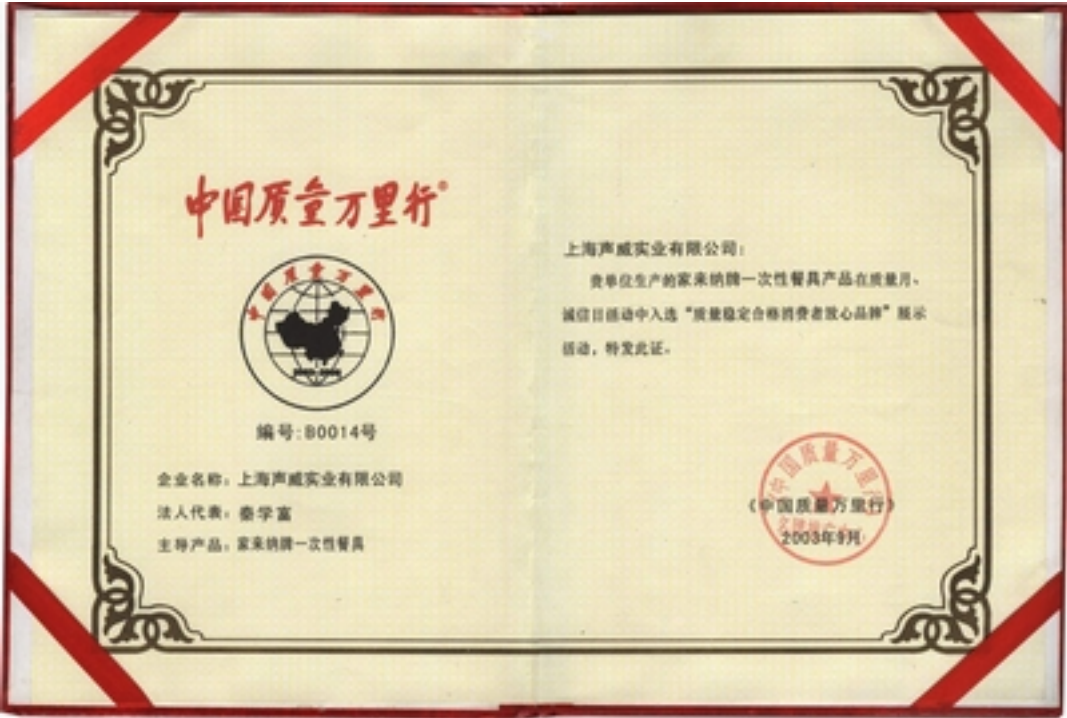 中国质量万里行®
中国质量万里行
编号:B0014号
企业名称：上海声威实业有限公司
法人代表：秦学富
主导产品：家来纳牌一次性餐具
上海声威实业有限公司：
贵单位生产的家来纳牌一次性餐具产品在质量月、
诚信日活动中入选“质量稳定合格消费者放心品牌”展示
活动，特发此证。
中国质量万里行
《中国质量万里行》
2003年9月